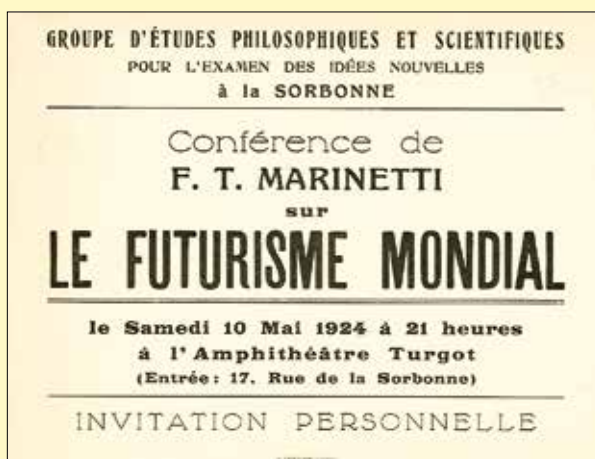 GROUPE D'ÉTUDES PHILOSOPHIQUES ET SCIENTIFIQUES
POUR L'EXAMEN DES IDÉES NOUVELLES
à la SORBONNE
Conférence de
F. T. MARINETTI
sur
LE FUTURISME MONDIAL
le Samedi 10 Mai 1924 à 21 heures
à l'Amphithéâtre Turgot
(Entrée: 17, Rue de la Sorbonne)
INVITATION PERSONNELLE